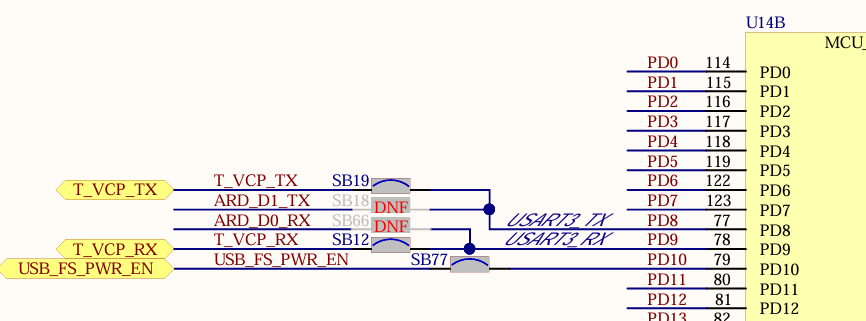 U14B
MCU_
PD0 114 PD0
PD1 115 PD1
PD2 116 PD2
PD3 117 PD3
PD4 118 PD4
PD5 119 PD5
T_VCP_TX T_VCP_TX SB19 PD6 122 PD6
ARD_D1_TX SB18 DNF PD7 123 PD7
ARD_D0_RX SB66 DNF USART3_TX PD8 77 PD8
T_VCP_RX T_VCP_RX SB12 USART3_RX PD9 78 PD9
USB_FS_PWR_EN USB_FS_PWR_EN SB77 PD10 79 PD10
PD11 80 PD11
PD12 81 PD12
PD13 82